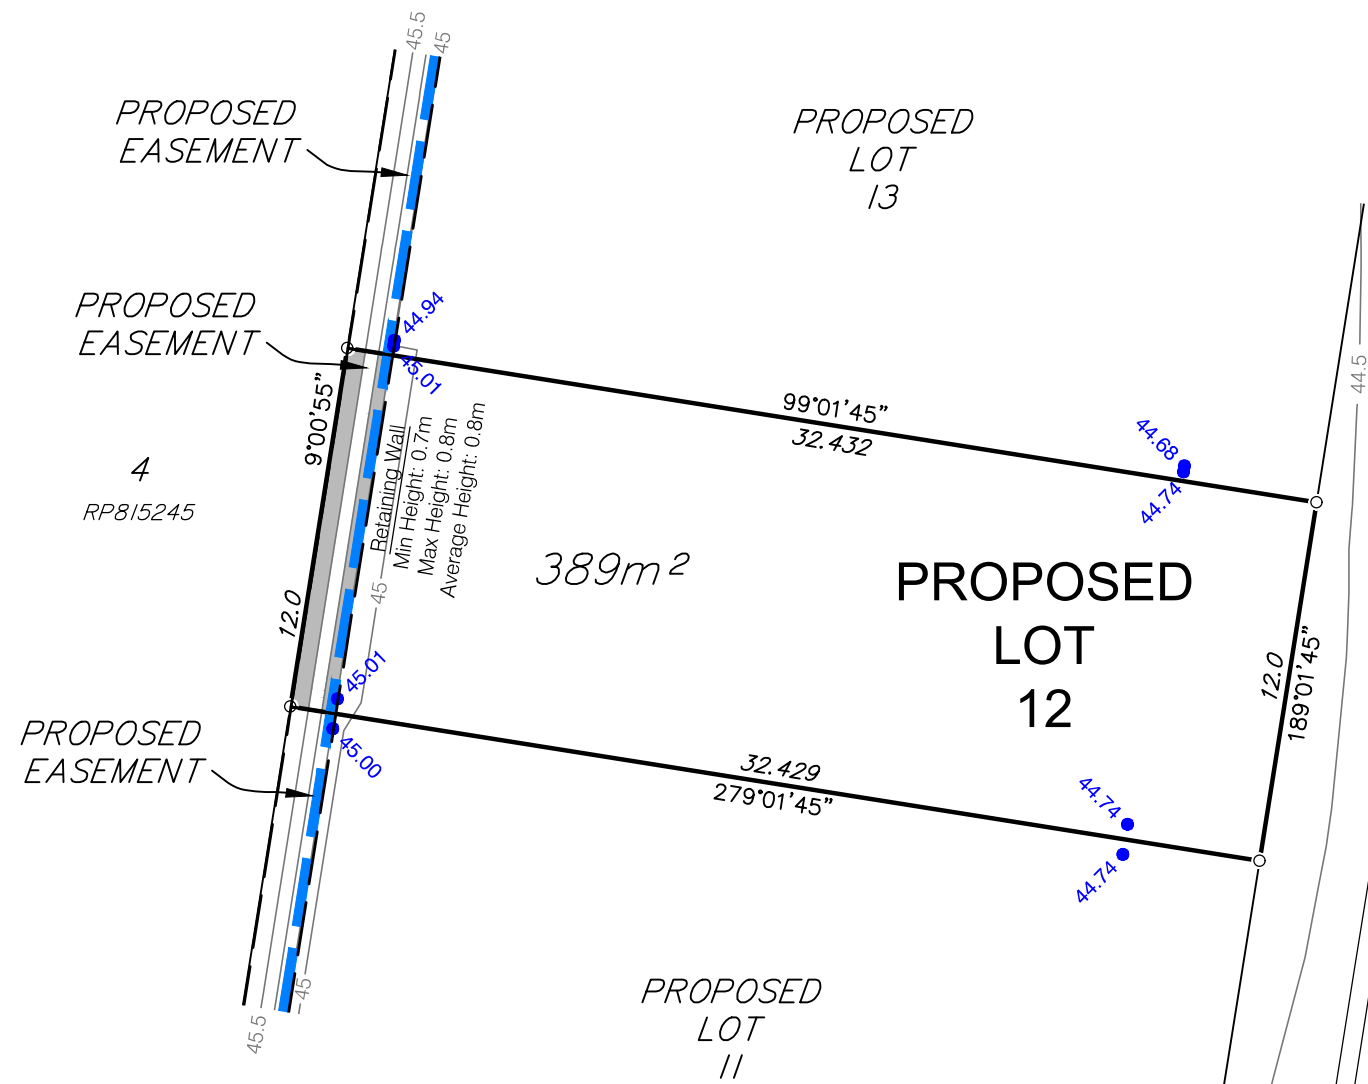 45.5
45
PROPOSED
EASEMENT
PROPOSED
LOT
13
PROPOSED
EASEMENT
44.94
45.01
9°00'55"
99°01'45"
32.432
44.5
44.68
44.74
4
RP815245
Retaining Wall
Min Height: 0.7m
Max Height: 0.8m
Average Height: 0.8m
45
389m²
PROPOSED
LOT
12
12.0
12.0
189°01'45"
45.01
45.00
PROPOSED
EASEMENT
32.429
279°01'45"
44.74
44.74
45
45.5
PROPOSED
LOT
11